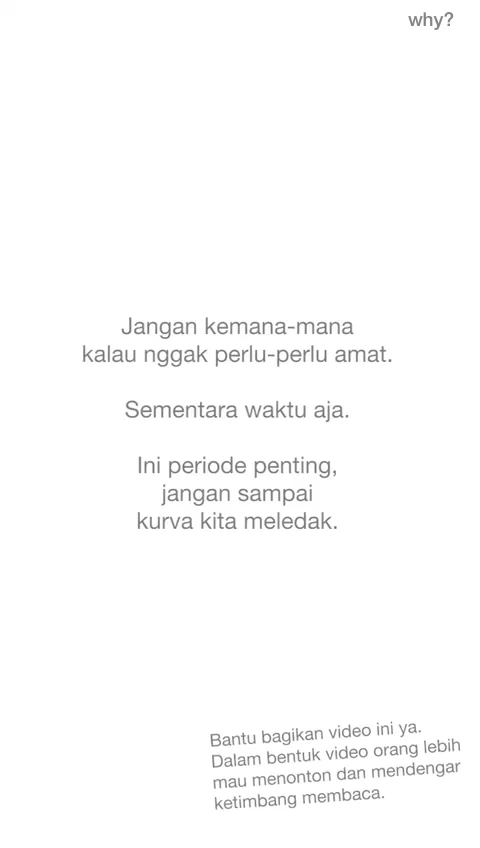 why?
Jangan kemana-mana
kalau nggak perlu-perlu amat.
Sementara waktu aja.
Ini periode penting,
jangan sampai
kurva kita meledak.
Bantu bagikan video ini ya.
Dalam bentuk video orang lebih
mau menonton dan mendengar
ketimbang membaca.